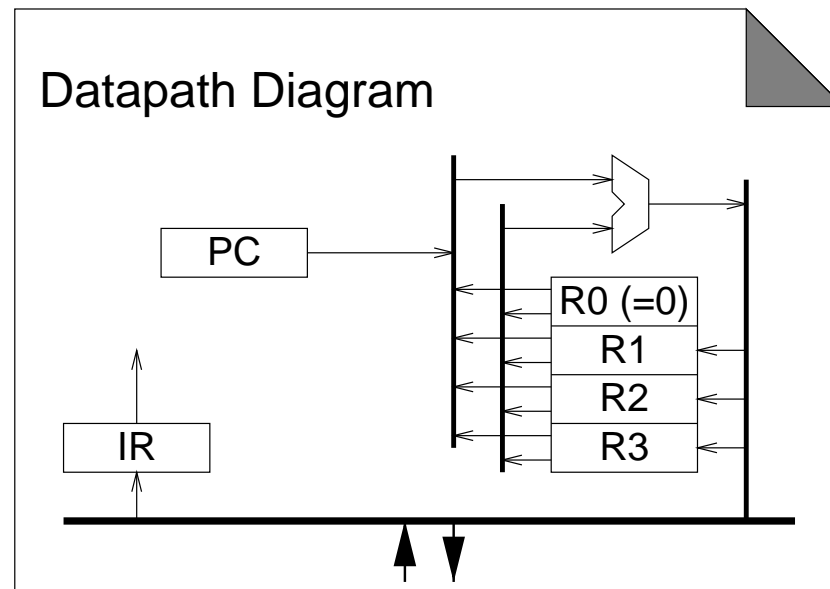 Datapath Diagram
PC
R0 (=0)
R1
R2
IR
R3